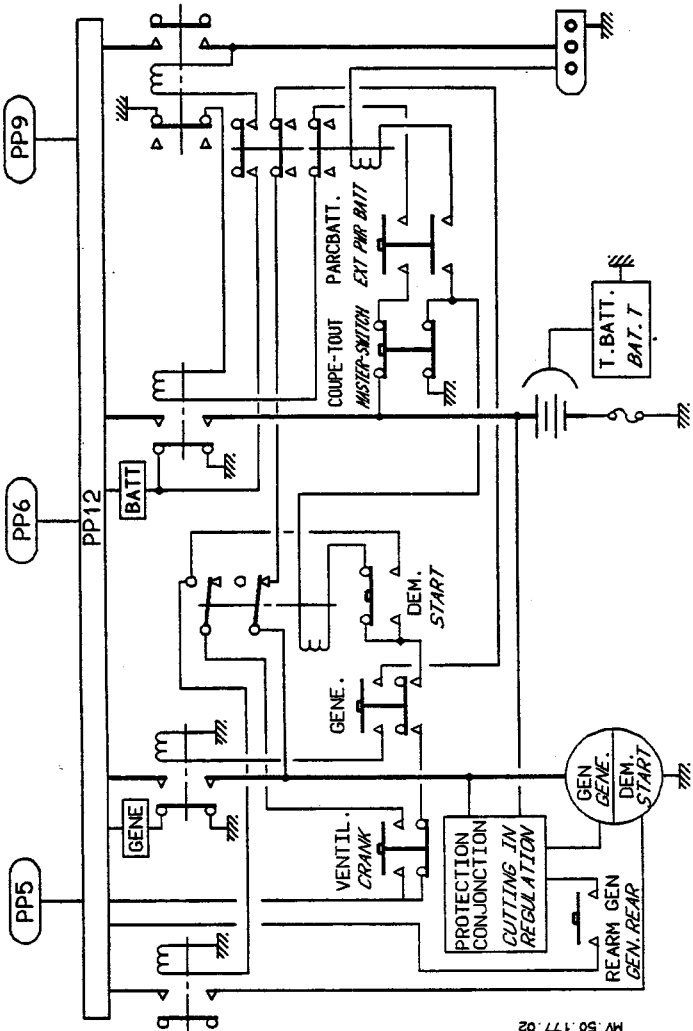 PP5
PP6
PP9
PP12
GENE
BATT
VENTIL.
CRANK
GENE.
DEM.
START
COUPE-TOUT
MASTER-SWITCH
PARCBATT.
EXT PWR BATT
PROTECTION
CONJONCTION
CUTTING IN
REGULATION
REARM GEN
GEN.REAR
GEN
GENE.
DEM.
START
T.BATT.
BAT.T
MV.50.177.02